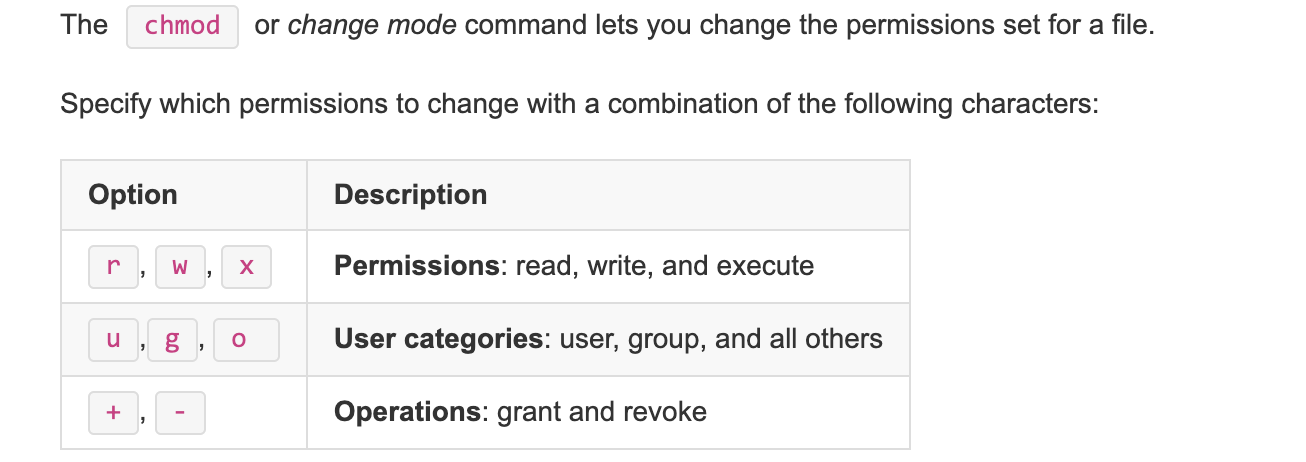 The chmod or change mode command lets you change the permissions set for a file.
Specify which permissions to change with a combination of the following characters:
Option Description
r, w, x Permissions: read, write, and execute
u, g, o User categories: user, group, and all others
+, - Operations: grant and revoke